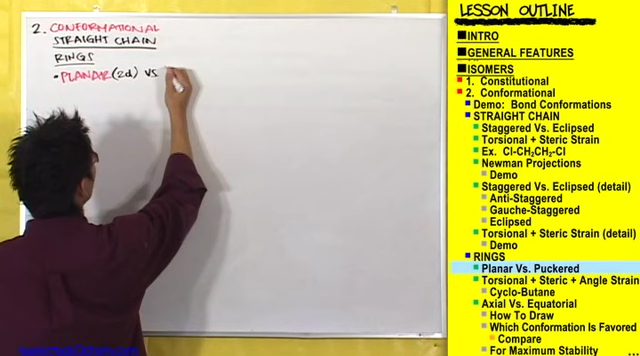 2. CONFORMATIONAL
STRAIGHT CHAIN
RINGS
• PLANAR (2d) VS
LESSON OUTLINE
INTRO
GENERAL FEATURES
ISOMERS
1. Constitutional
2. Conformational
Demo: Bond Conformations
STRAIGHT CHAIN
Staggered Vs. Eclipsed
Torsional + Steric Strain
Ex. Cl-CH₂CH₂-Cl
Newman Projections
Demo
Staggered Vs. Eclipsed (detail)
Anti-Staggered
Gauche-Staggered
Eclipsed
Torsional + Steric Strain (detail)
Demo
RINGS
Planar Vs. Puckered
Torsional + Steric + Angle Strain
Cyclo-Butane
Axial Vs. Equatorial
How To Draw
Which Conformation Is Favored
Compare
For Maximum Stability